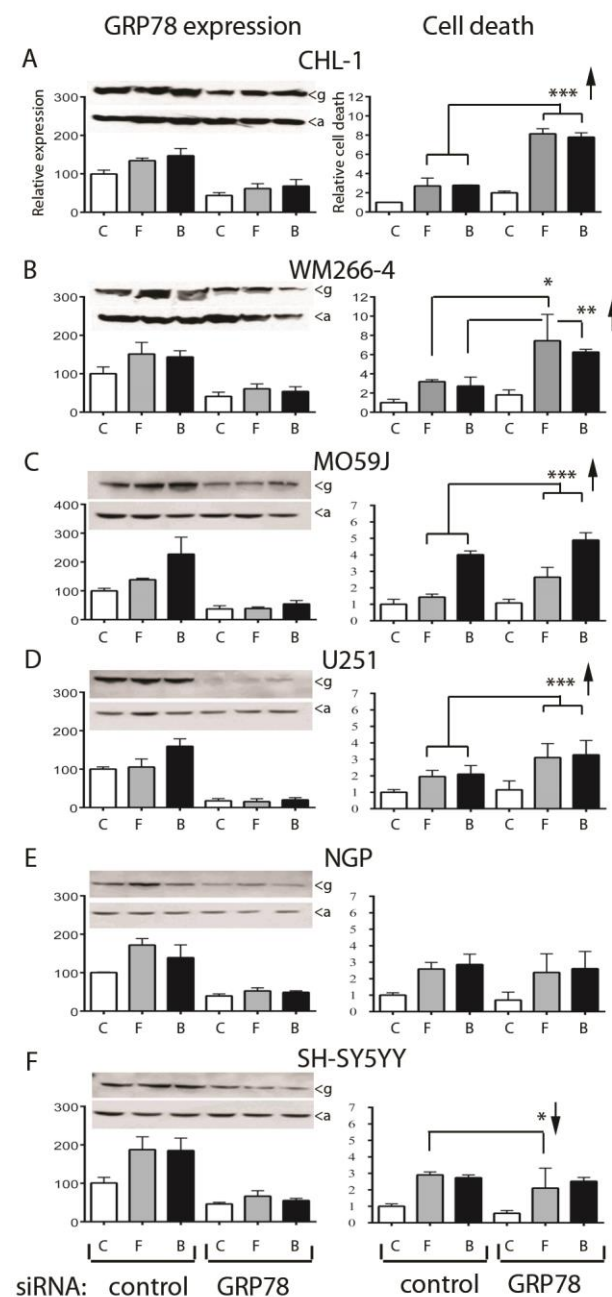 GRP78 expression Cell death
A CHL-1
Relative expression
300
200
100
0
<g
<a
C F B C F B
Relative cell death
12
10
8
6
4
2
0
***
C F B C F B
B WM266-4
300
200
100
0
<g
<a
C F B C F B
12
10
8
6
4
2
0
*
**
C F B C F B
C MO59J
400
300
200
100
0
<g
<a
C F B C F B
7
6
5
4
3
2
1
0
***
C F B C F B
D U251
300
200
100
0
<g
<a
C F B C F B
7
6
5
4
3
2
1
0
***
C F B C F B
E NGP
300
200
100
0
<g
<a
C F B C F B
7
6
5
4
3
2
1
0
C F B C F B
F SH-SY5YY
300
200
100
0
<g
<a
C F B C F B
7
6
5
4
3
2
1
0
*
C F B C F B
siRNA: control GRP78 control GRP78